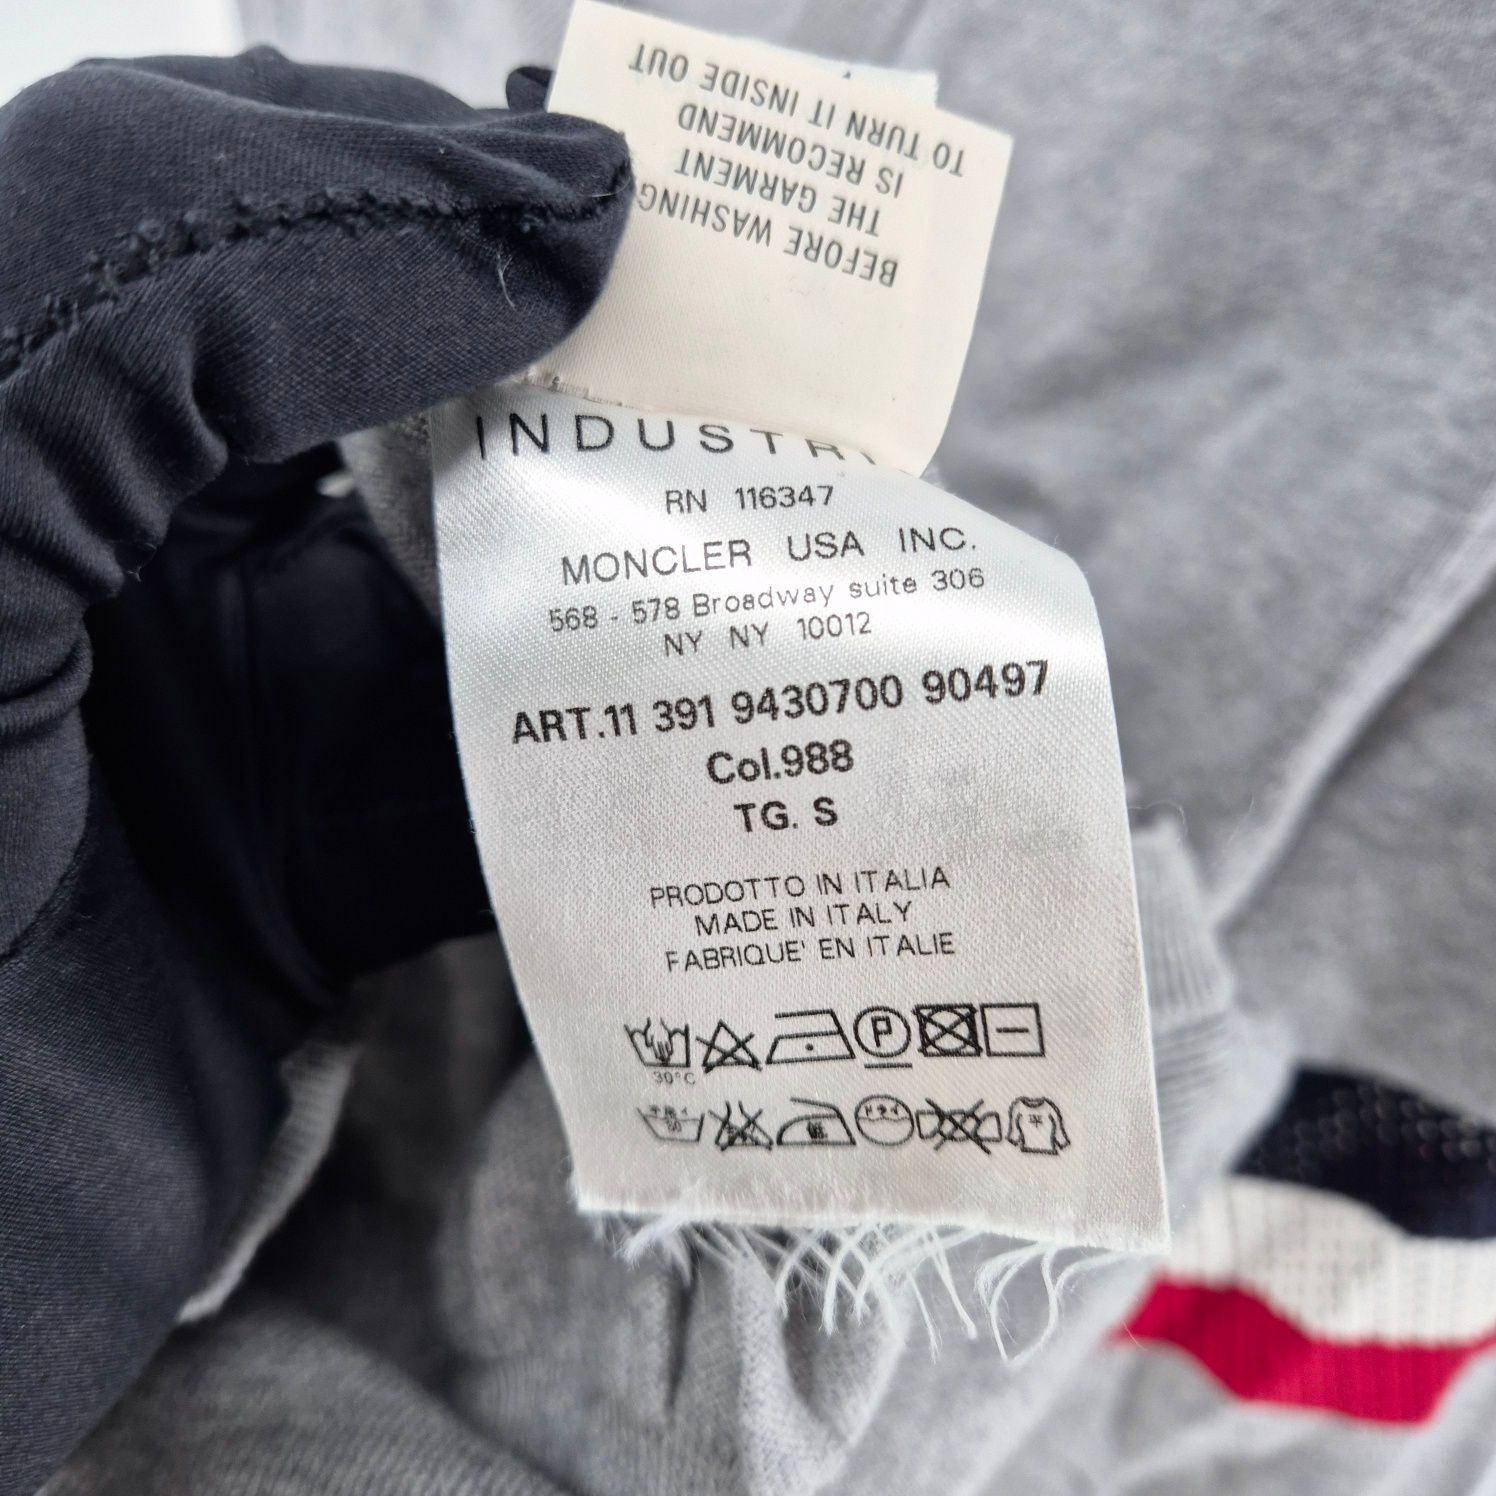 BEFORE WASHING
THE GARMENT
IS RECOMMEND
TO TURN IT INSIDE OUT
RN 116347
MONCLER USA INC.
568 - 578 Broadway suite 306
NY NY 10012
ART.11 391 9430700 90497
Col.988
TG. S
PRODOTTO IN ITALIA
MADE IN ITALY
FABRIQUE' EN ITALIE
P
30°C